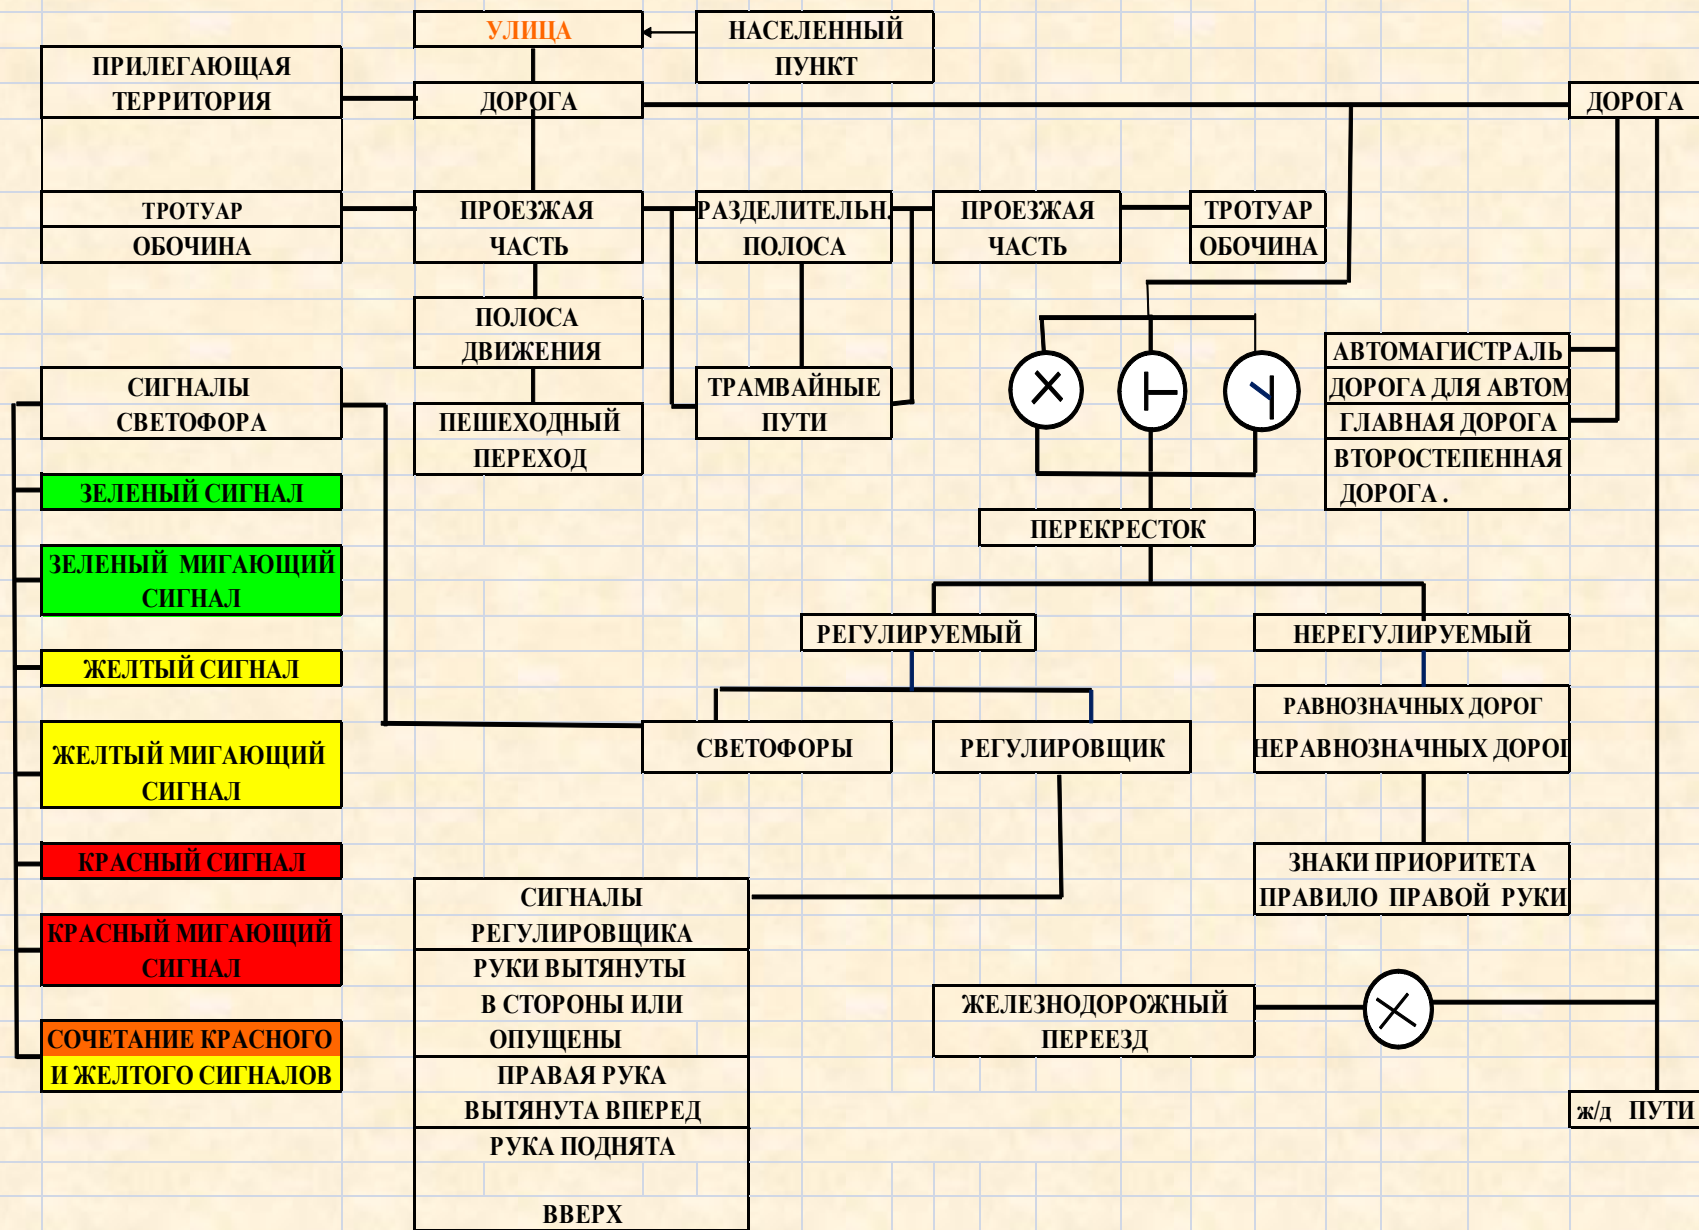 УЛИЦА
НАСЕЛЕННЫЙ
ПУНКТ
ПРИЛЕГАЮЩАЯ
ТЕРРИТОРИЯ
ДОРОГА
ДОРОГА
ТРОТУАР
ОБОЧИНА
ПРОЕЗЖАЯ
ЧАСТЬ
РАЗДЕЛИТЕЛЬН.
ПОЛОСА
ПРОЕЗЖАЯ
ЧАСТЬ
ТРОТУАР
ОБОЧИНА
ПОЛОСА
ДВИЖЕНИЯ
ПЕШЕХОДНЫЙ
ПЕРЕХОД
ТРАМВАЙНЫЕ
ПУТИ
АВТОМАГИСТРАЛЬ
ДОРОГА ДЛЯ АВТОМ
ГЛАВНАЯ ДОРОГА
ВТОРОСТЕПЕННАЯ
ДОРОГА .
СИГНАЛЫ
СВЕТОФОРА
ЗЕЛЕНЫЙ СИГНАЛ
ЗЕЛЕНЫЙ МИГАЮЩИЙ
СИГНАЛ
ЖЕЛТЫЙ СИГНАЛ
ЖЕЛТЫЙ МИГАЮЩИЙ
СИГНАЛ
КРАСНЫЙ СИГНАЛ
КРАСНЫЙ МИГАЮЩИЙ
СИГНАЛ
СОЧЕТАНИЕ КРАСНОГО
И ЖЕЛТОГО СИГНАЛОВ
ПЕРЕКРЕСТОК
РЕГУЛИРУЕМЫЙ
НЕРЕГУЛИРУЕМЫЙ
СВЕТОФОРЫ
РЕГУЛИРОВЩИК
РАВНОЗНАЧНЫХ ДОРОГ
НЕРАВНОЗНАЧНЫХ ДОРОГ
ЗНАКИ ПРИОРИТЕТА
ПРАВИЛО ПРАВОЙ РУКИ
СИГНАЛЫ
РЕГУЛИРОВЩИКА
РУКИ ВЫТЯНУТЫ
В СТОРОНЫ ИЛИ
ОПУЩЕНЫ
ПРАВАЯ РУКА
ВЫТЯНУТА ВПЕРЕД
РУКА ПОДНЯТА
ВВЕРХ
ЖЕЛЕЗНОДОРОЖНЫЙ
ПЕРЕЕЗД
ж/д ПУТИ